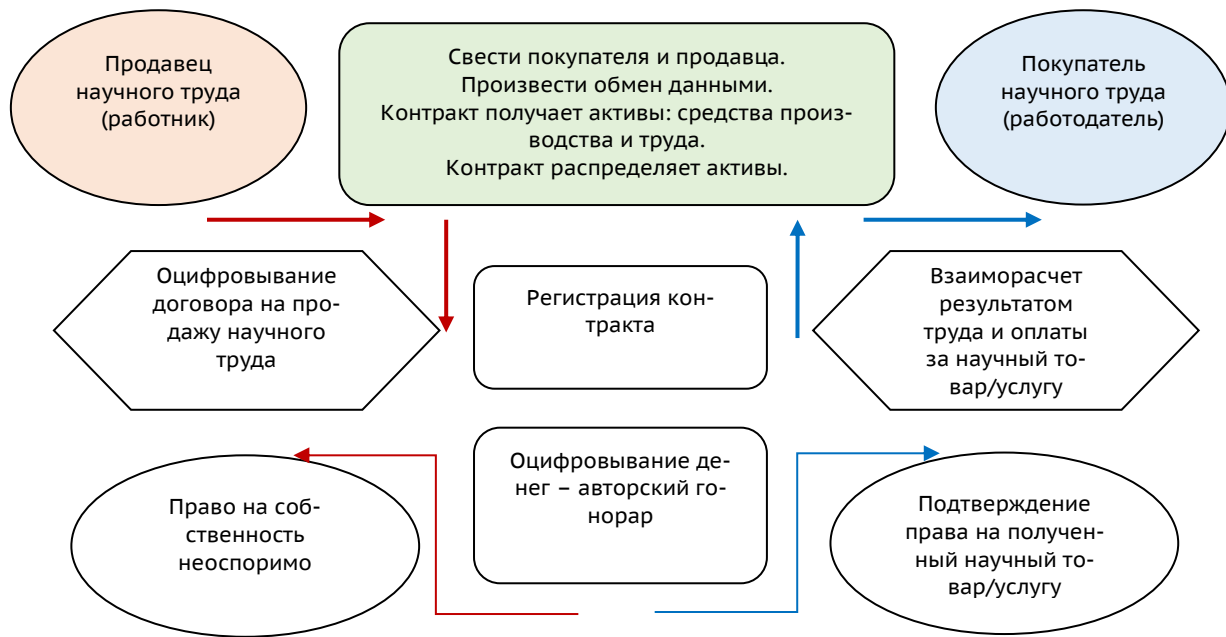 Продавец
научного труда
(работник)
Свести покупателя и продавца.
Произвести обмен данными.
Контракт получает активы: средства произ-
водства и труда.
Контракт распределяет активы.
Покупатель
научного труда
(работодатель)
Оцифровывание
договора на про-
дажу научного
труда
Регистрация кон-
тракта
Взаиморасчет
результатом
труда и оплаты
за научный то-
вар/услугу
Право на соб-
ственность
неоспоримо
Оцифровывание де-
нег – авторский го-
норар
Подтверждение
права на получен-
ный научный то-
вар/услугу